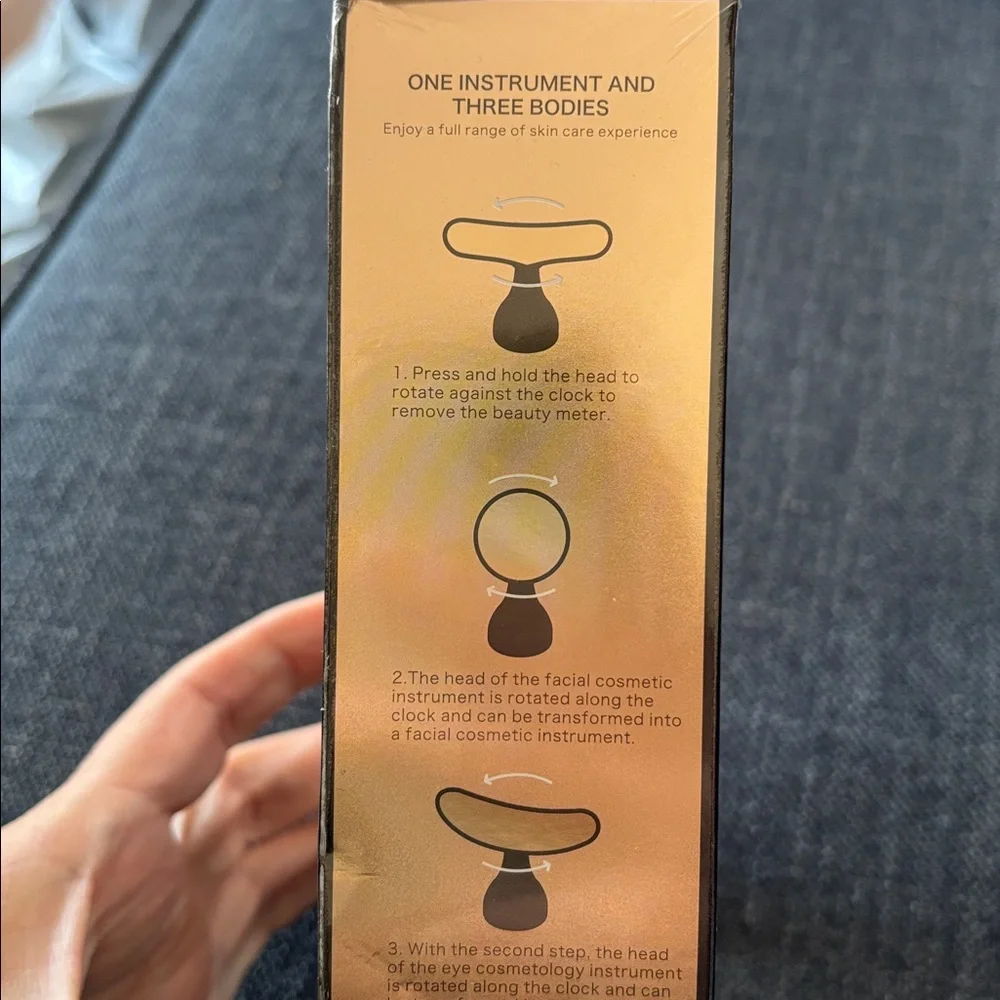 ONE INSTRUMENT AND
THREE BODIES
Enjoy a full range of skin care experience
1. Press and hold the head to
rotate against the clock to
remove the beauty meter.
2.The head of the facial cosmetic
instrument is rotated along the
clock and can be transformed into
a facial cosmetic instrument.
3. With the second step, the head
of the eye cosmetology instrument
is rotated along the clock and can